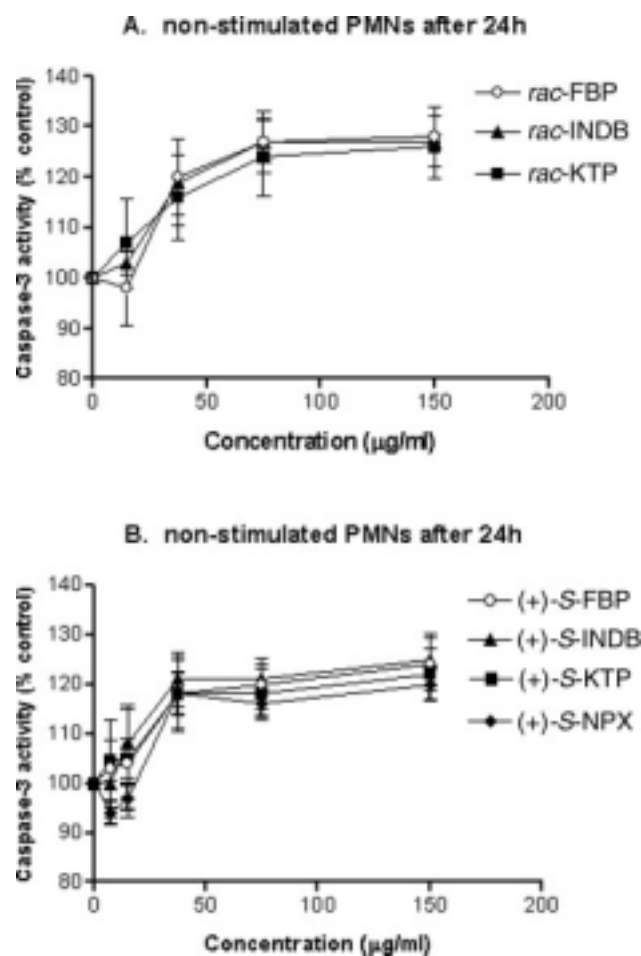 A. non-stimulated PMNs after 24h
Caspase-3 activity (% control)
140
130
120
110
100
90
80
0 50 100 150 200
Concentration (µg/ml)
rac-FBP
rac-INDB
rac-KTP
B. non-stimulated PMNs after 24h
Caspase-3 activity (% control)
140
130
120
110
100
90
80
0 50 100 150 200
Concentration (µg/ml)
(+)-S-FBP
(+)-S-INDB
(+)-S-KTP
(+)-S-NPX